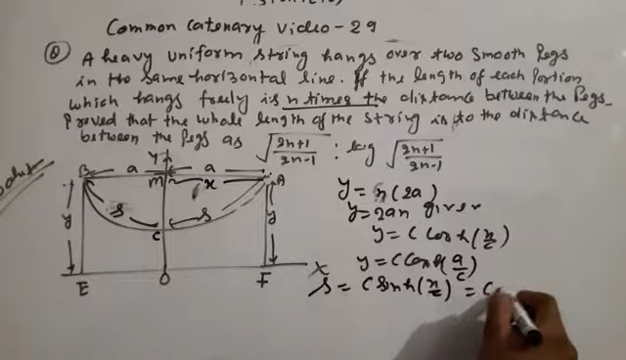 Common Catenary Video - 29
Q A heavy uniform string hangs over two smooth Pegs
in the same horizontal line. If the length of each Portion
which hangs freely is n times the distance between the Pegs.
Proved that the whole length of the string is to the distance
between the Pegs as √(2n+1/2n-1) : log √(2n+1/2n-1)
Y
B a a A
M x
y s s y
C
E O F X
y = n(2a)
y = 2an given
y = c cosh(x/c)
y = c cosh(a/c)
s = c sinh(x/c) = c